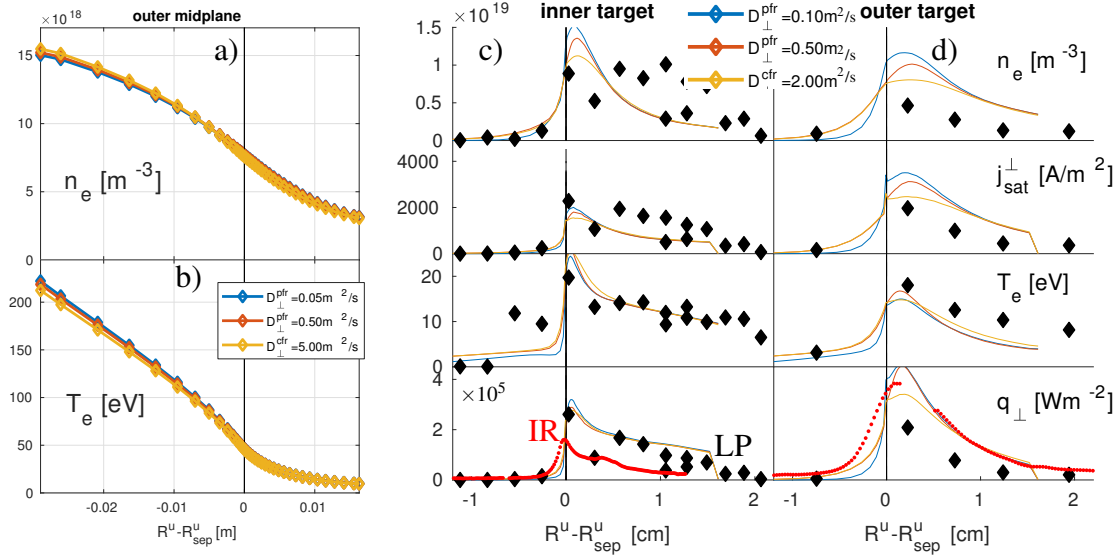 ×10^18
outer midplane
a)
15
10
5
0
n_e [m^-3]
b)
200
150
100
50
0
D_⊥^pfr=0.05m^2/s
D_⊥^pfr=0.50m^2/s
D_⊥^cfr=5.00m^2/s
T_e [eV]
-0.02
-0.01
0
0.01
R^u-R_sep^u [m]
×10^19
inner target
outer target
D_⊥^pfr=0.10m^2/s
D_⊥^pfr=0.50m^2/s
D_⊥^cfr=2.00m^2/s
c)
d)
1.5
1
0.5
0
n_e [m^-3]
4000
2000
0
j_sat^⊥ [A/m^2]
20
10
0
T_e [eV]
×10^5
4
2
0
IR
LP
q_⊥ [Wm^-2]
-1
0
1
2
R^u-R_sep^u [cm]
0
1
2
R^u-R_sep^u [cm]